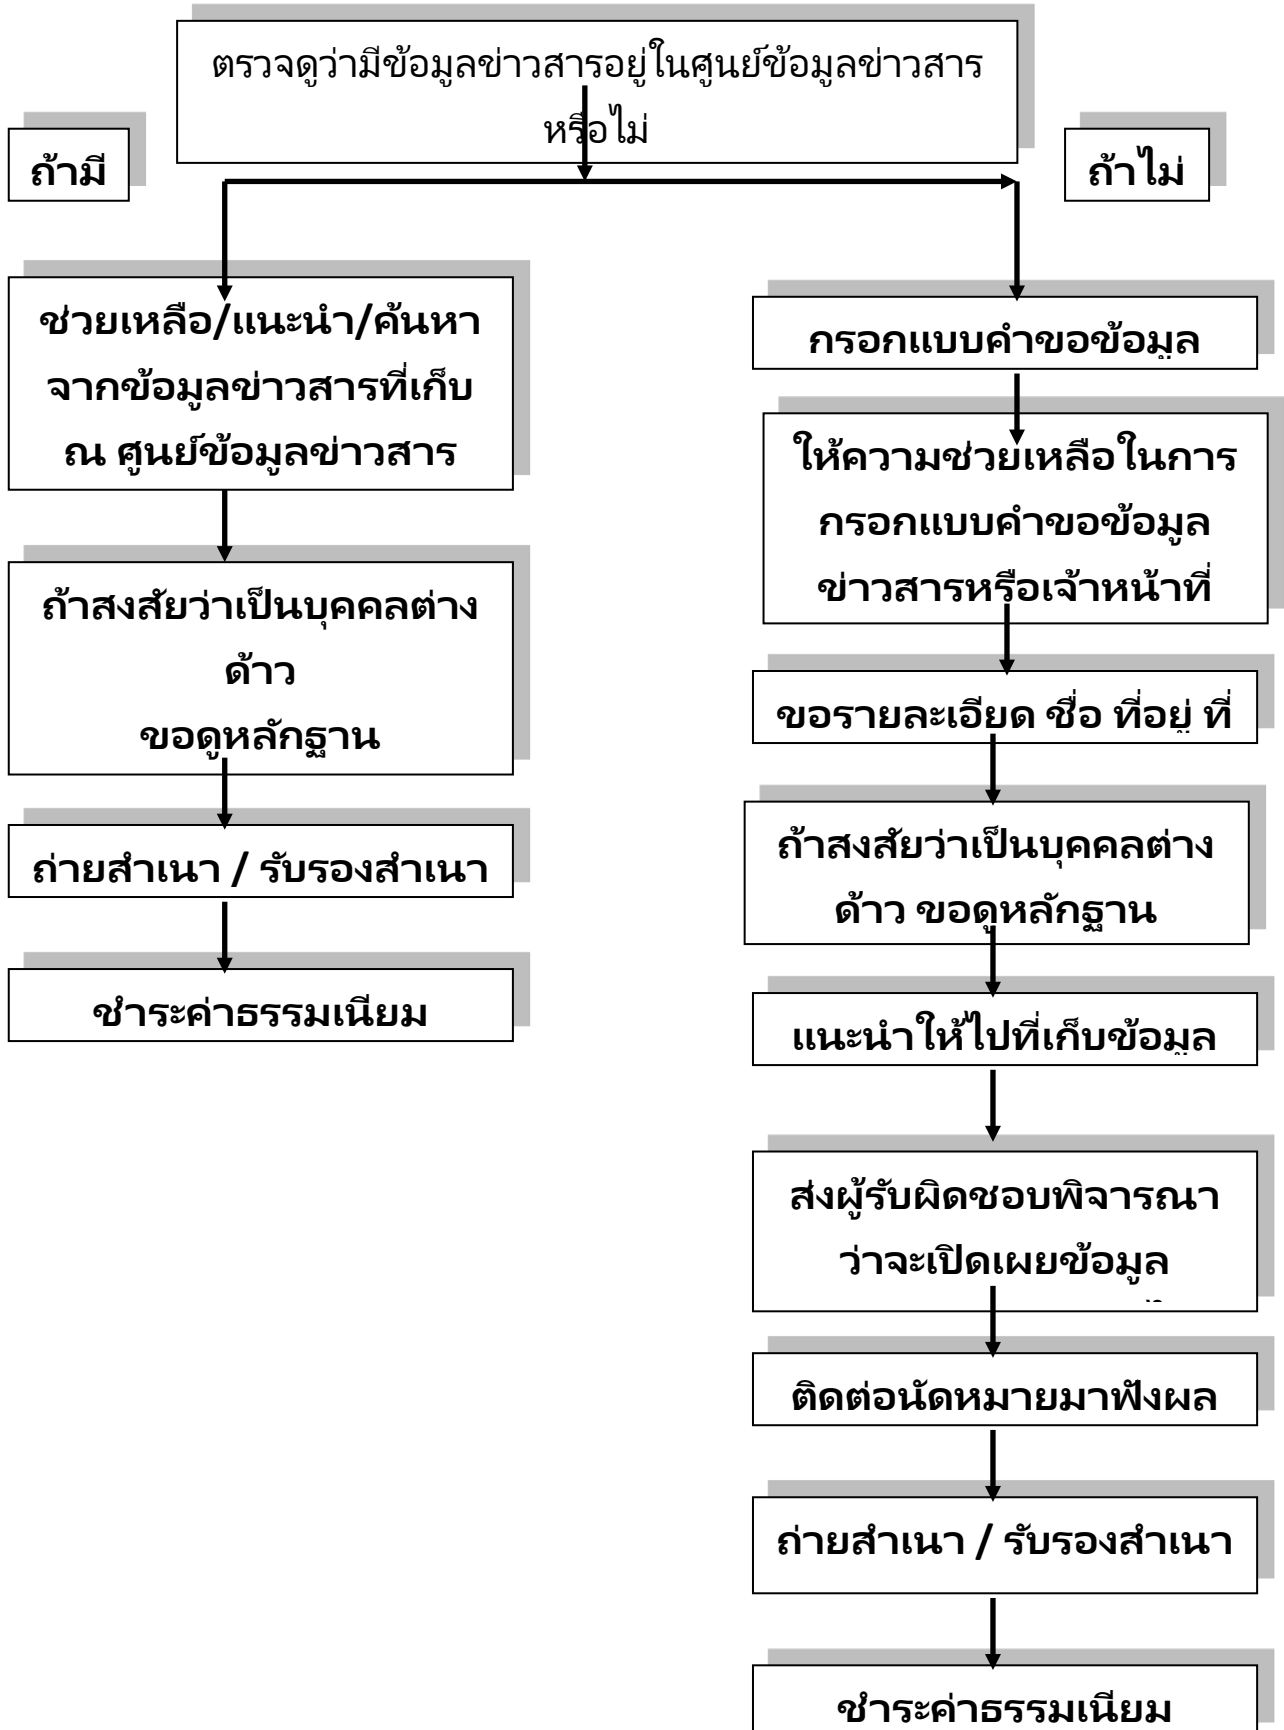 ตรวจดูว่ามีข้อมูลข่าวสารอยู่ในศูนย์ข้อมูลข่าวสาร
หรือไม่
ถ้ามี
ถ้าไม่
ช่วยเหลือ/แนะนำ/ค้นหา
จากข้อมูลข่าวสารที่เก็บ
ณ ศูนย์ข้อมูลข่าวสาร
ถ้าสงสัยว่าเป็นบุคคลต่าง
ด้าว
ขอดูหลักฐาน
ถ่ายสำเนา / รับรองสำเนา
ชำระค่าธรรมเนียม
กรอกแบบคำขอข้อมูล
ให้ความช่วยเหลือในการ
กรอกแบบคำขอข้อมูล
ข่าวสารหรือเจ้าหน้าที่
ขอรายละเอียด ชื่อ ที่อยู่ ที่
ถ้าสงสัยว่าเป็นบุคคลต่าง
ด้าว ขอดูหลักฐาน
แนะนำให้ไปที่เก็บข้อมูล
ส่งผู้รับผิดชอบพิจารณา
ว่าจะเปิดเผยข้อมูล
ติดต่อนัดหมายมาฟังผล
ถ่ายสำเนา / รับรองสำเนา
ชำระค่าธรรมเนียม